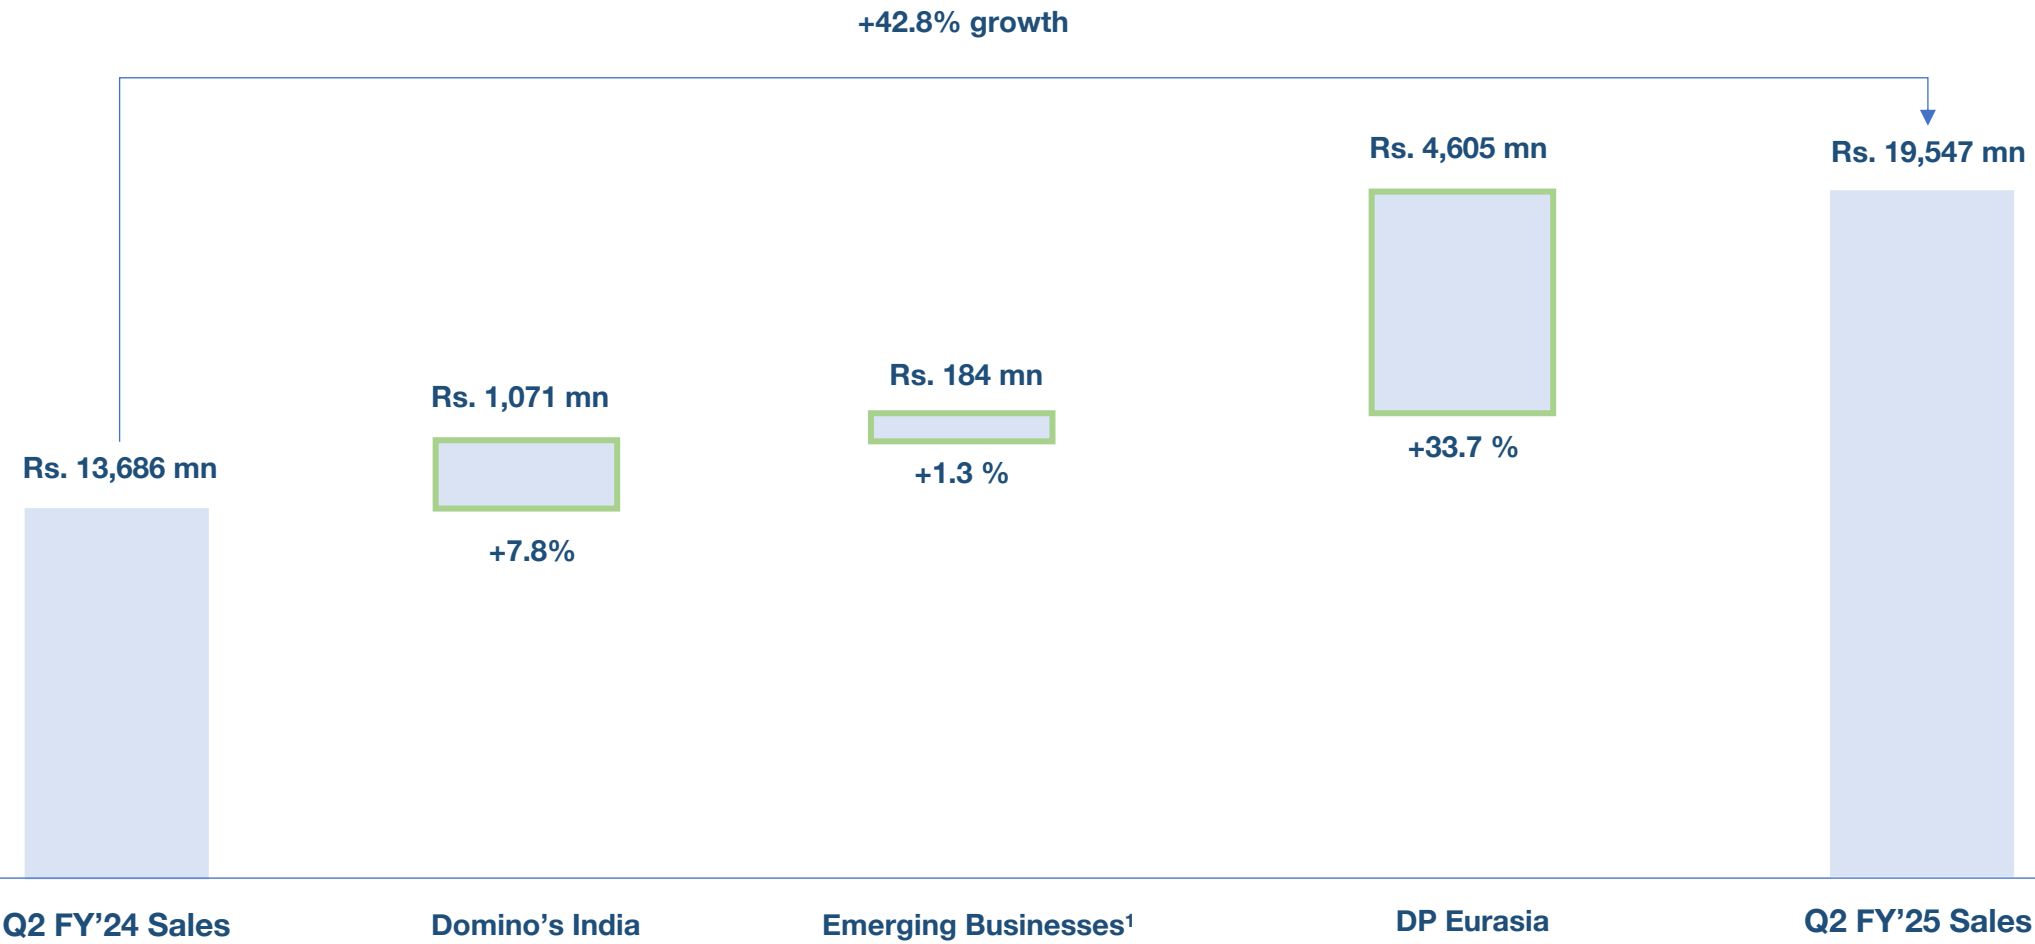 +42.8% growth
Rs. 4,605 mn
Rs. 19,547 mn
Rs. 184 mn
Rs. 1,071 mn
+33.7 %
Rs. 13,686 mn
+1.3 %
+7.8%
Q2 FY’24 Sales
Domino’s India
Emerging Businesses¹
DP Eurasia
Q2 FY’25 Sales